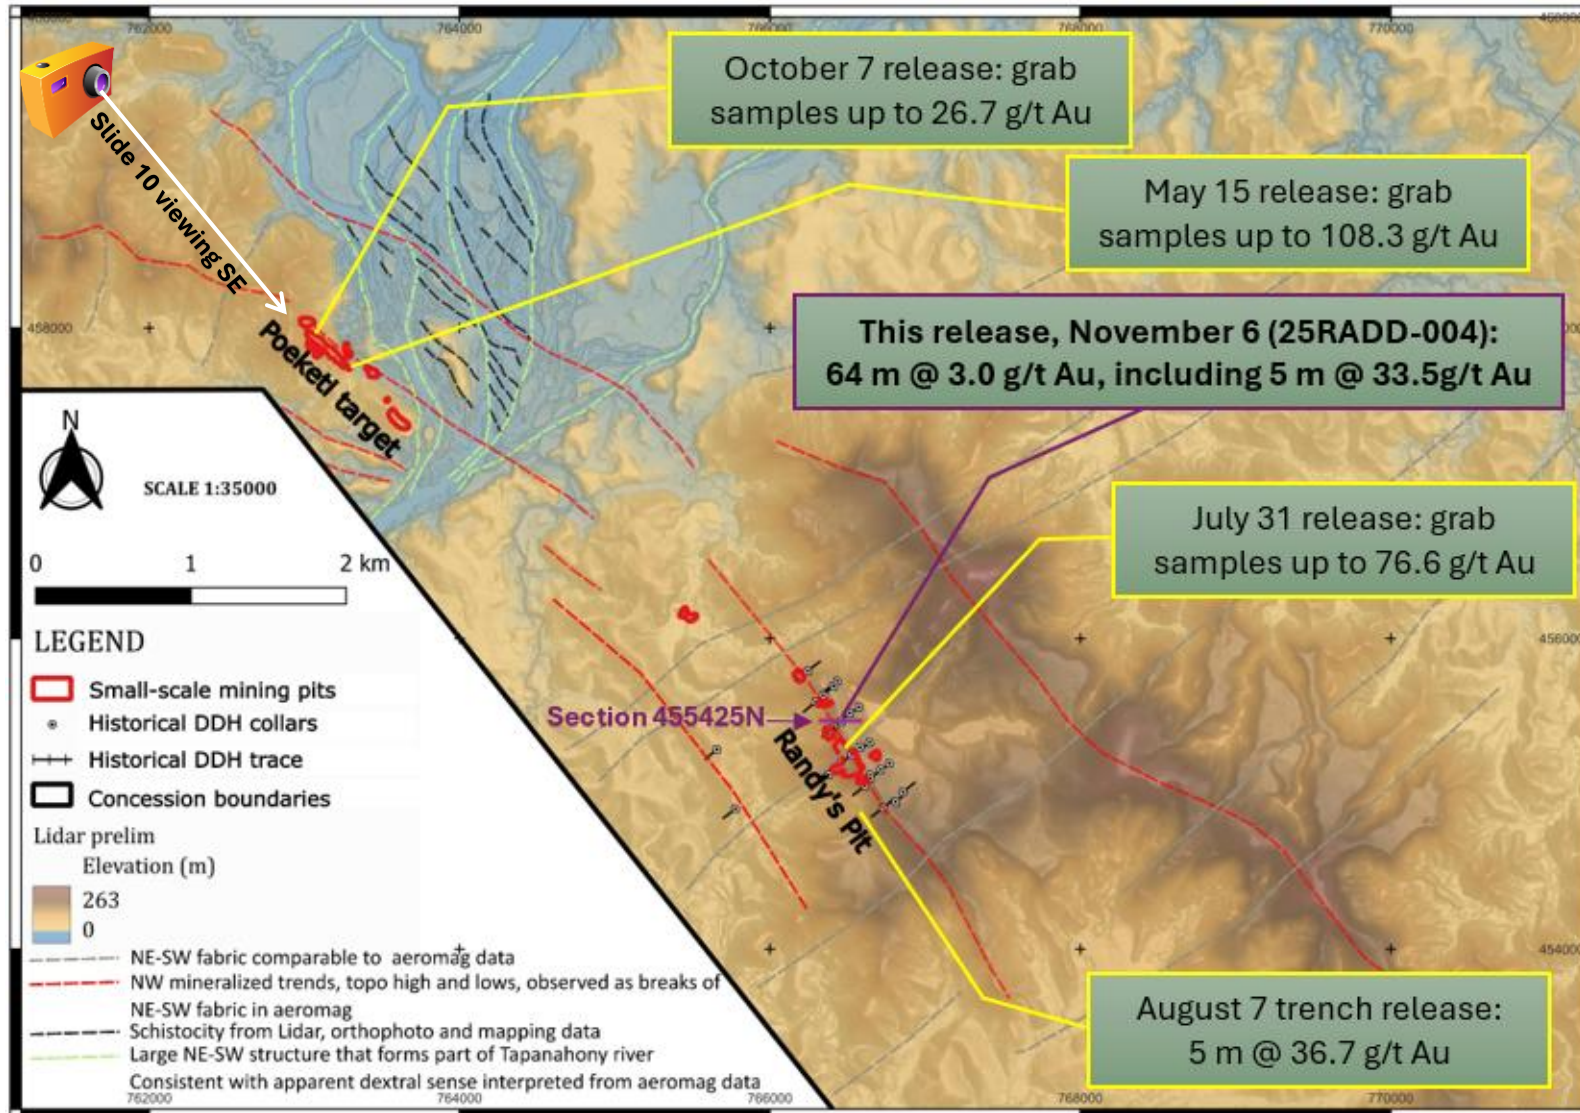 762000
764000
766000
768000
770000
October 7 release: grab
samples up to 26.7 g/t Au
May 15 release: grab
samples up to 108.3 g/t Au
Slide 10 viewing SE
458000
This release, November 6 (25RADD-004):
64 m @ 3.0 g/t Au, including 5 m @ 33.5g/t Au
Poeketi target
N
SCALE 1:35000
0 1 2 km
July 31 release: grab
samples up to 76.6 g/t Au
LEGEND
Small-scale mining pits
Historical DDH collars
Historical DDH trace
Concession boundaries
Lidar prelim
Elevation (m)
263
0
Section 455425N
Randy's Pit
NE-SW fabric comparable to aeromag data
NW mineralized trends, topo high and lows, observed as breaks of
NE-SW fabric in aeromag
Schistocity from Lidar, orthophoto and mapping data
Large NE-SW structure that forms part of Tapanahony river
Consistent with apparent dextral sense interpreted from aeromag data
August 7 trench release:
5 m @ 36.7 g/t Au
762000
764000
766000
768000
770000